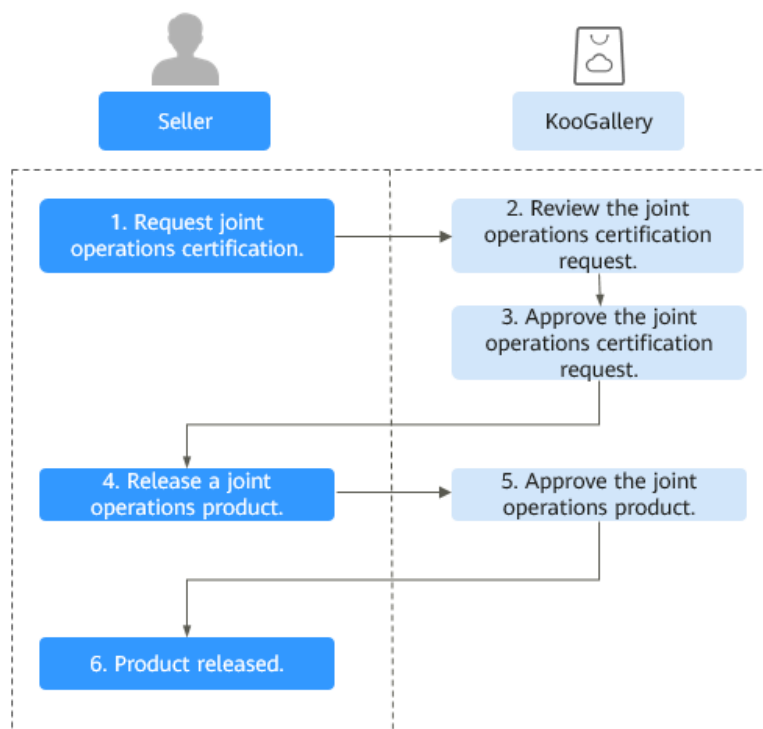 Seller
KooGallery
1. Request joint
operations certification.
2. Review the joint
operations certification
request.
3. Approve the joint
operations certification
request.
4. Release a joint
operations product.
5. Approve the joint
operations product.
6. Product released.